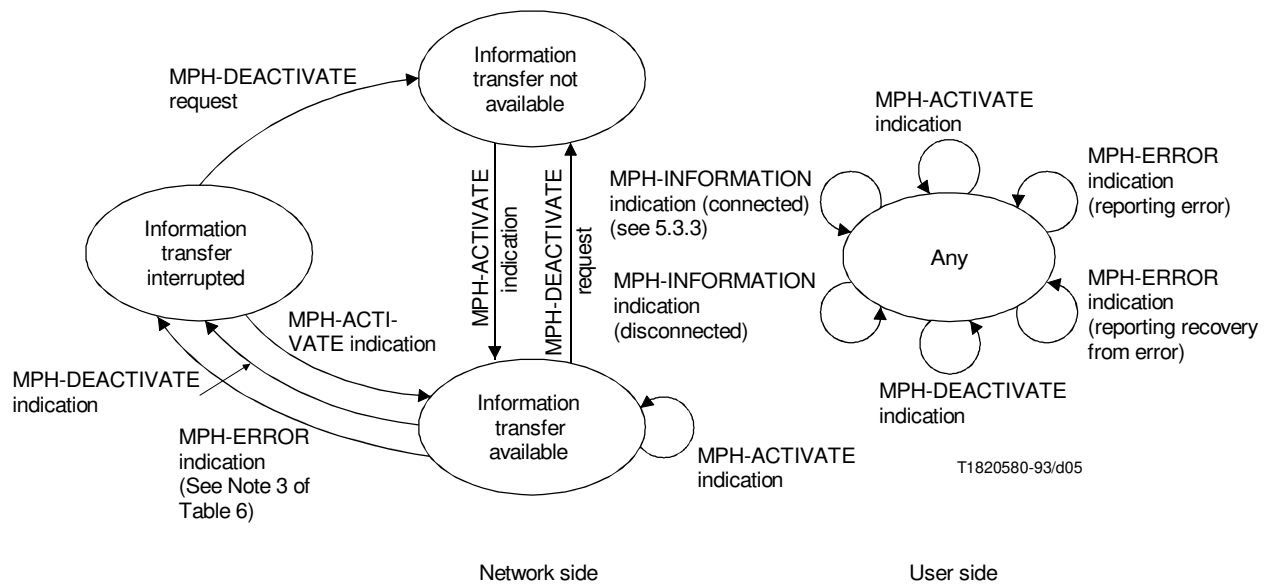 Information
transfer not
available
MPH-DEACTIVATE
request
MPH-ACTIVATE
indication
MPH-DEACTIVATE
request
Information
transfer
interrupted
MPH-ACTI-
VATE indication
MPH-DEACTIVATE
indication
MPH-ERROR
indication
(See Note 3 of
Table 6)
Information
transfer
available
MPH-ACTIVATE
indication
Network side
MPH-ACTIVATE
indication
MPH-INFORMATION
indication (connected)
(see 5.3.3)
MPH-ERROR
indication
(reporting error)
Any
MPH-INFORMATION
indication
(disconnected)
MPH-ERROR
indication
(reporting recovery
from error)
MPH-DEACTIVATE
indication
T1820580-93/d05
User side